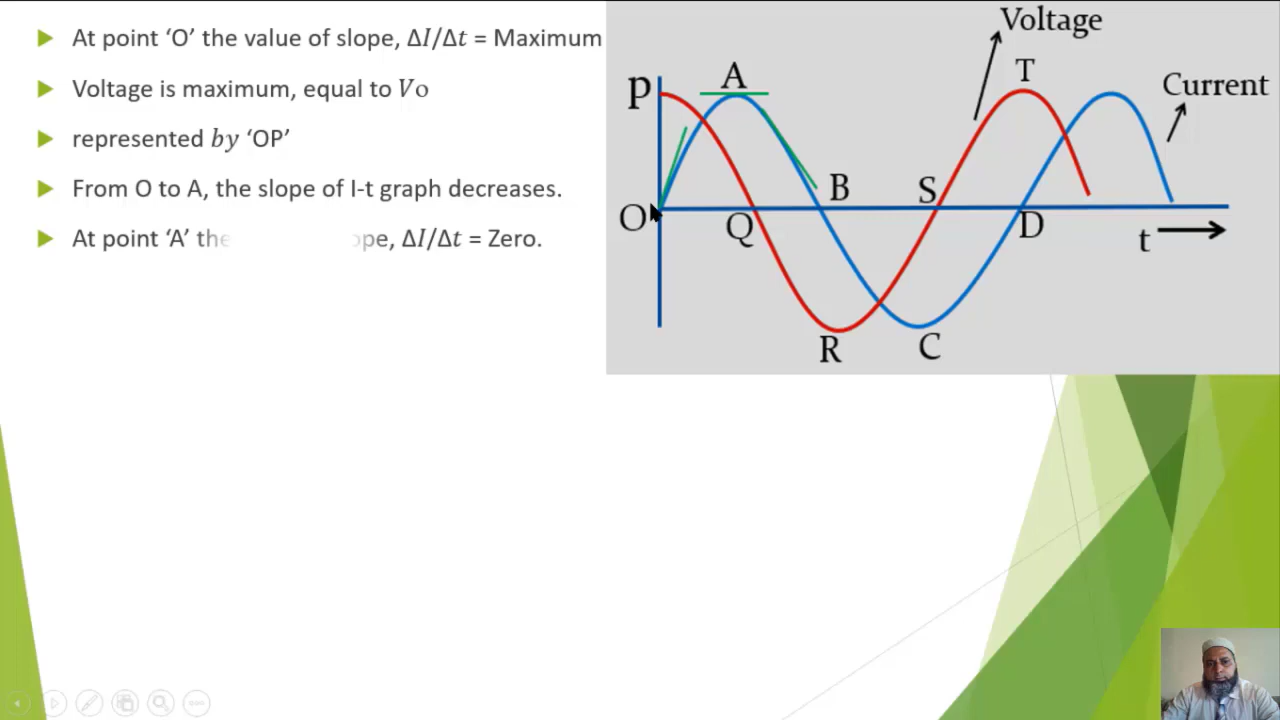 At point ‘O’ the value of slope, ΔI/Δt = Maximum
Voltage is maximum, equal to Vo
represented by ‘OP’
From O to A, the slope of I-t graph decreases.
At point ‘A’ the ope, ΔI/Δt = Zero.
Voltage
T
A
P
Current
B
S
O
Q
D
t
R
C